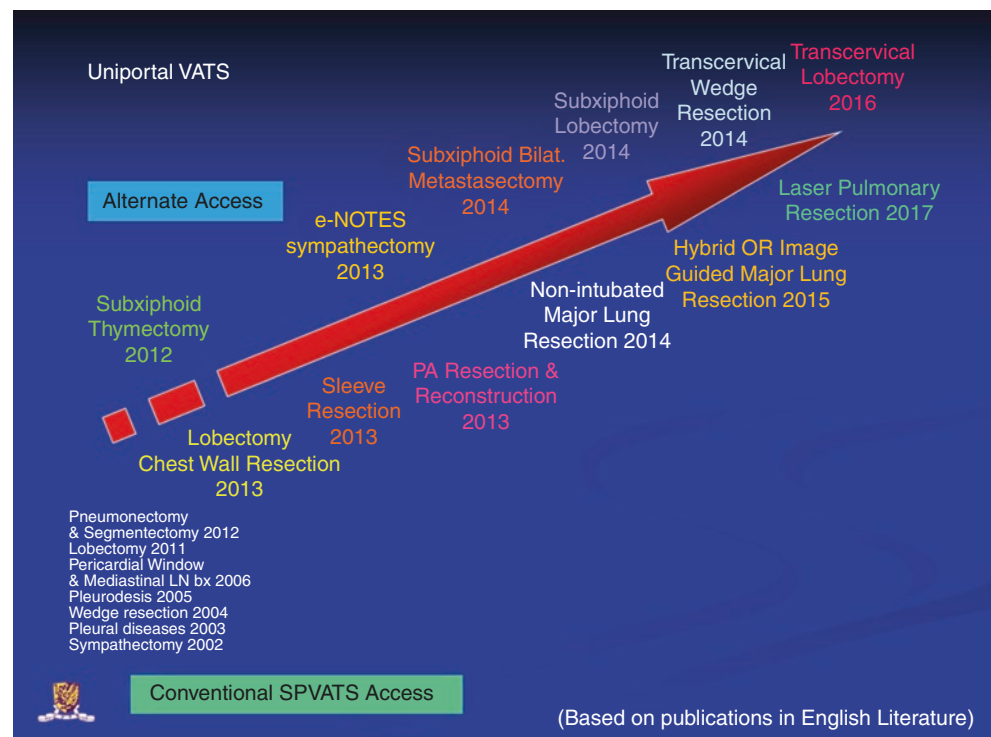 Uniportal VATS
Transcervical
Wedge
Resection
2014
Transcervical
Lobectomy
2016
Subxiphoid
Lobectomy
2014
Subxiphoid Bilat.
Metastasectomy
2014
Alternate Access
e-NOTES
sympathectomy
2013
Subxiphoid
Thymectomy
2012
Laser Pulmonary
Resection 2017
Hybrid OR Image
Guided Major Lung
Resection 2015
Non-intubated
Major Lung
Resection 2014
PA Resection &
Reconstruction
2013
Sleeve
Resection
2013
Lobectomy
Chest Wall Resection
2013
Pneumonectomy
& Segmentectomy 2012
Lobectomy 2011
Pericardial Window
& Mediastinal LN bx 2006
Pleurodesis 2005
Wedge resection 2004
Pleural diseases 2003
Sympathectomy 2002
Conventional SPVATS Access
(Based on publications in English Literature)